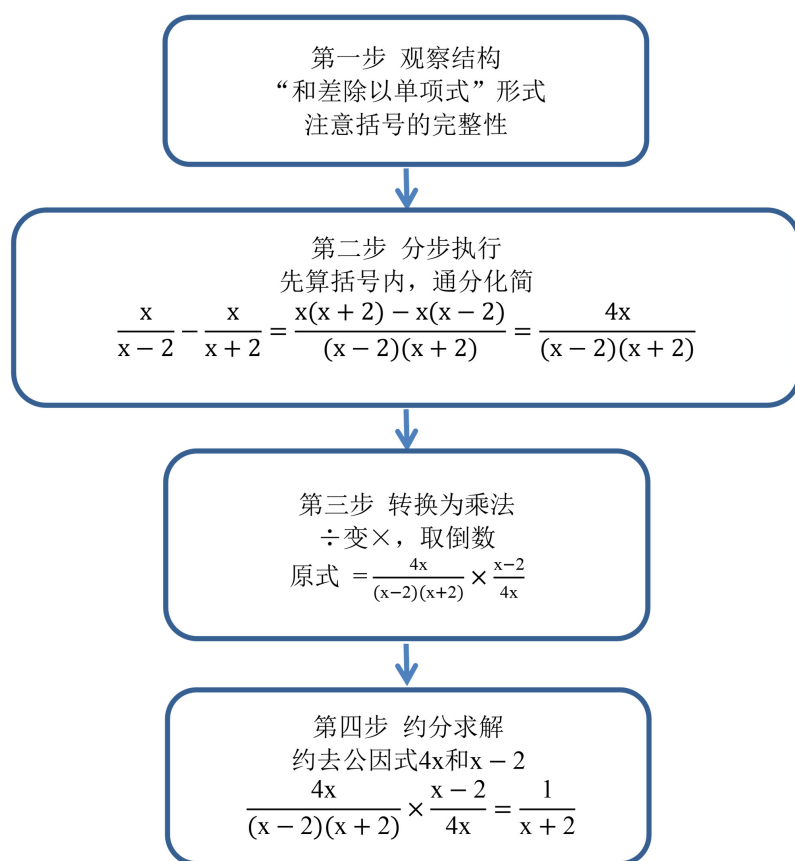 第一步 观察结构
“和差除以单项式”形式
注意括号的完整性
第二步 分步执行
先算括号内，通分化简
x/(x − 2) − x/(x + 2) = (x(x + 2) − x(x − 2))/((x − 2)(x + 2)) = 4x/((x − 2)(x + 2))
第三步 转换为乘法
÷变×，取倒数
原式 = 4x/((x−2)(x+2)) × (x−2)/4x
第四步 约分求解
约去公因式4x和x − 2
4x/((x − 2)(x + 2)) × (x − 2)/4x = 1/(x + 2)